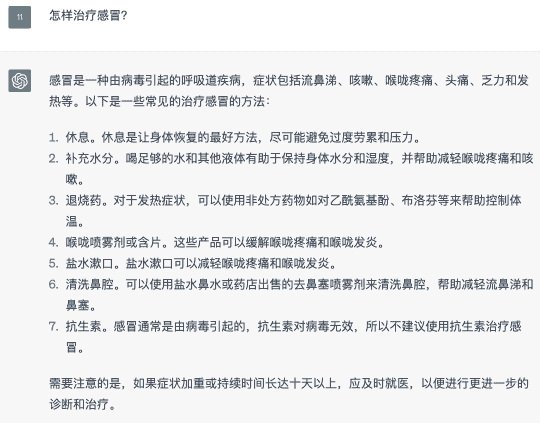 11
怎样治疗感冒?
感冒是一种由病毒引起的呼吸道疾病，症状包括流鼻涕、咳嗽、喉咙疼痛、头痛、乏力和发
热等。以下是一些常见的治疗感冒的方法：
1. 休息。休息是让身体恢复的最好方法，尽可能避免过度劳累和压力。
2. 补充水分。喝足够的水和其他液体有助于保持身体水分和湿度，并帮助减轻喉咙疼痛和咳
嗽。
3. 退烧药。对于发热症状，可以使用非处方药物如对乙酰氨基酚、布洛芬等来帮助控制体
温。
4. 喉咙喷雾剂或含片。这些产品可以缓解喉咙疼痛和喉咙发炎。
5. 盐水漱口。盐水漱口可以减轻喉咙疼痛和喉咙发炎。
6. 清洗鼻腔。可以使用盐水鼻水或药店出售的去鼻塞喷雾剂来清洗鼻腔，帮助减轻流鼻涕和
鼻塞。
7. 抗生素。感冒通常是由病毒引起的，抗生素对病毒无效，所以不建议使用抗生素治疗感
冒。
需要注意的是，如果症状加重或持续时间长达十天以上，应及时就医，以便进行更进一步的
诊断和治疗。